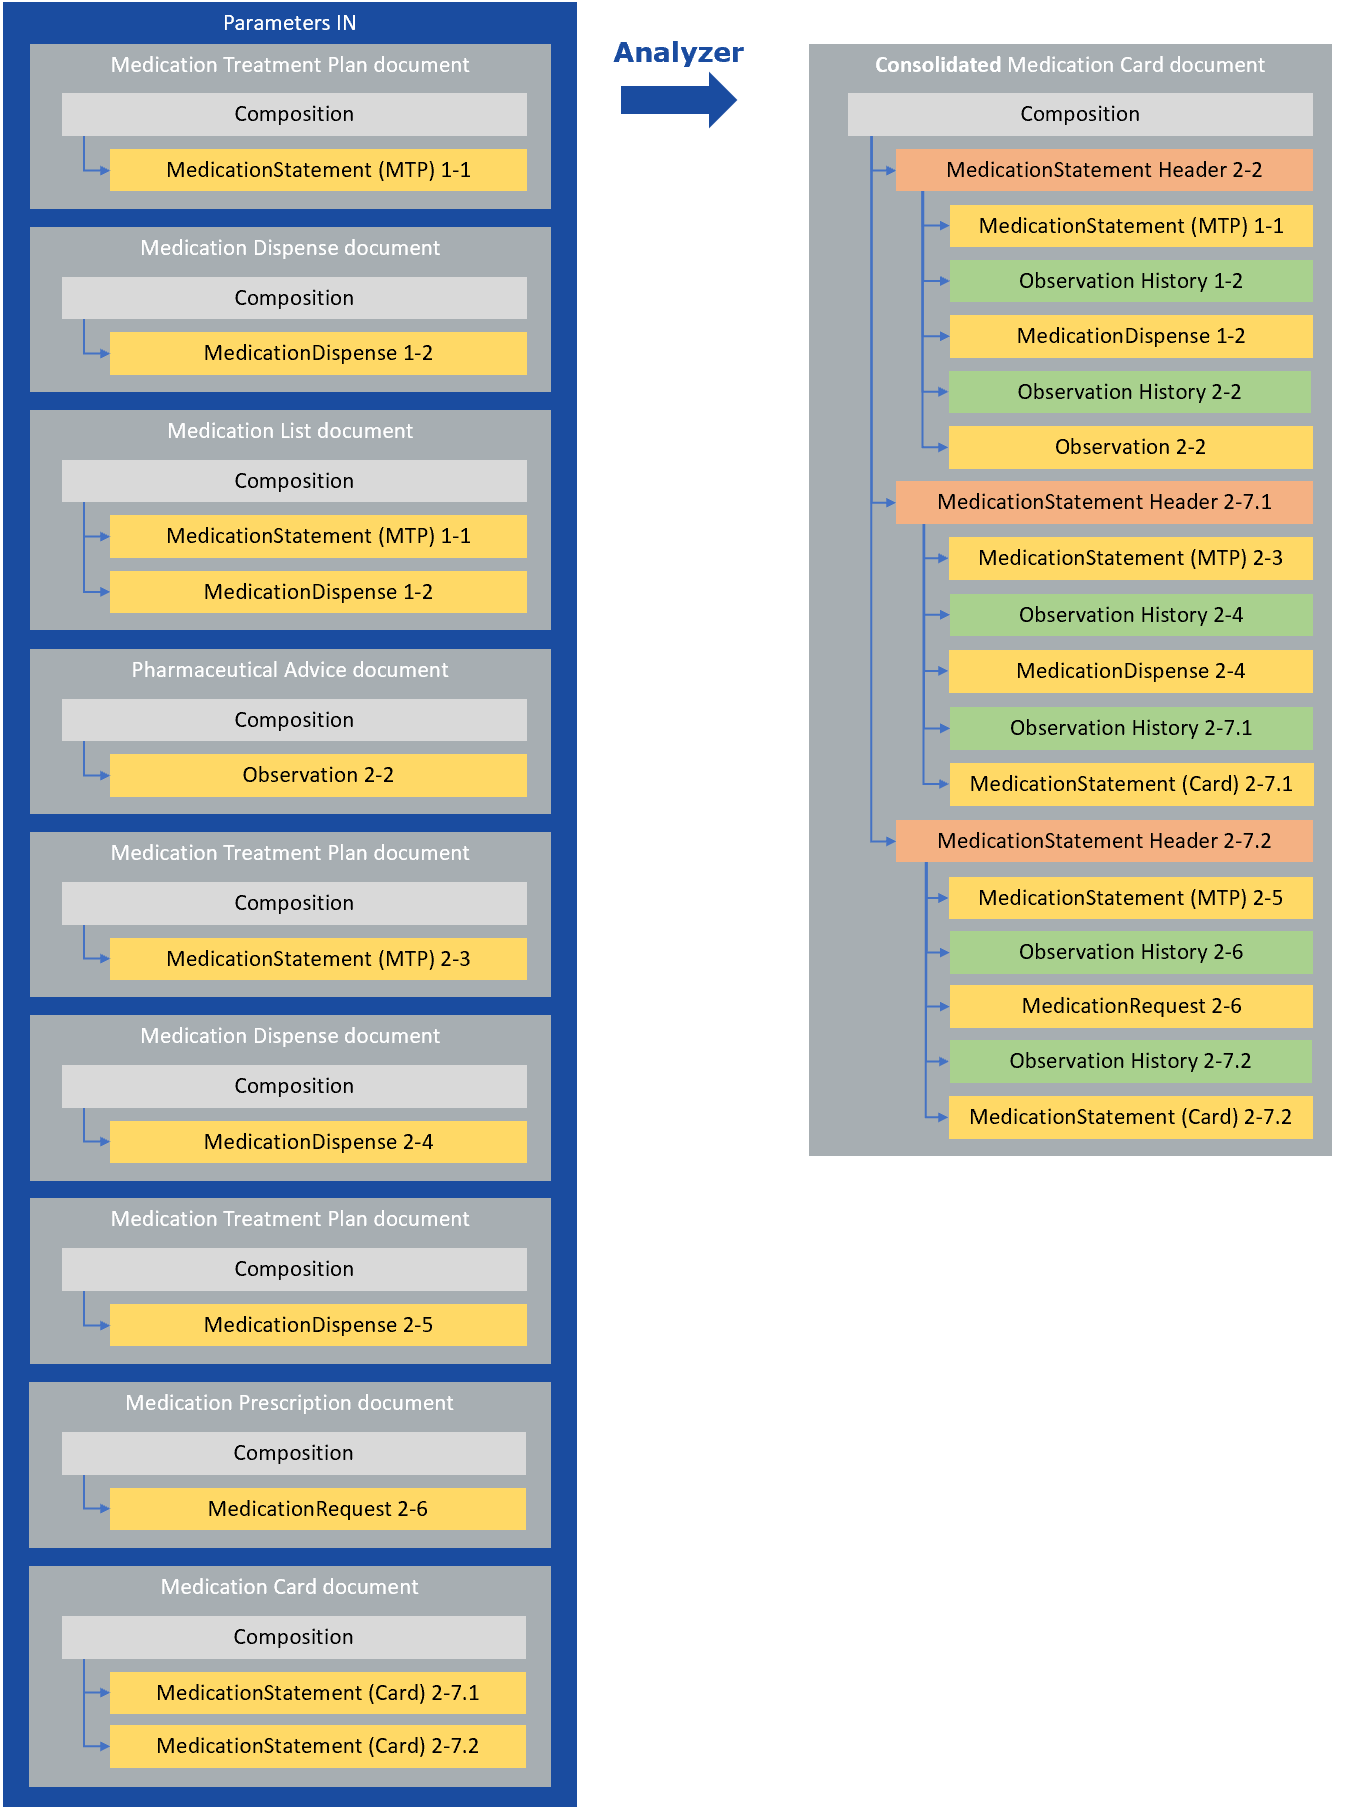 Parameters IN
Medication Treatment Plan document
Composition
MedicationStatement (MTP) 1-1
Medication Dispense document
Composition
MedicationDispense 1-2
Medication List document
Composition
MedicationStatement (MTP) 1-1
MedicationDispense 1-2
Pharmaceutical Advice document
Composition
Observation 2-2
Medication Treatment Plan document
Composition
MedicationStatement (MTP) 2-3
Medication Dispense document
Composition
MedicationDispense 2-4
Medication Treatment Plan document
Composition
MedicationDispense 2-5
Medication Prescription document
Composition
MedicationRequest 2-6
Medication Card document
Composition
MedicationStatement (Card) 2-7.1
MedicationStatement (Card) 2-7.2
Analyzer
Consolidated Medication Card document
Composition
MedicationStatement Header 2-2
MedicationStatement (MTP) 1-1
Observation History 1-2
MedicationDispense 1-2
Observation History 2-2
Observation 2-2
MedicationStatement Header 2-7.1
MedicationStatement (MTP) 2-3
Observation History 2-4
MedicationDispense 2-4
Observation History 2-7.1
MedicationStatement (Card) 2-7.1
MedicationStatement Header 2-7.2
MedicationStatement (MTP) 2-5
Observation History 2-6
MedicationRequest 2-6
Observation History 2-7.2
MedicationStatement (Card) 2-7.2